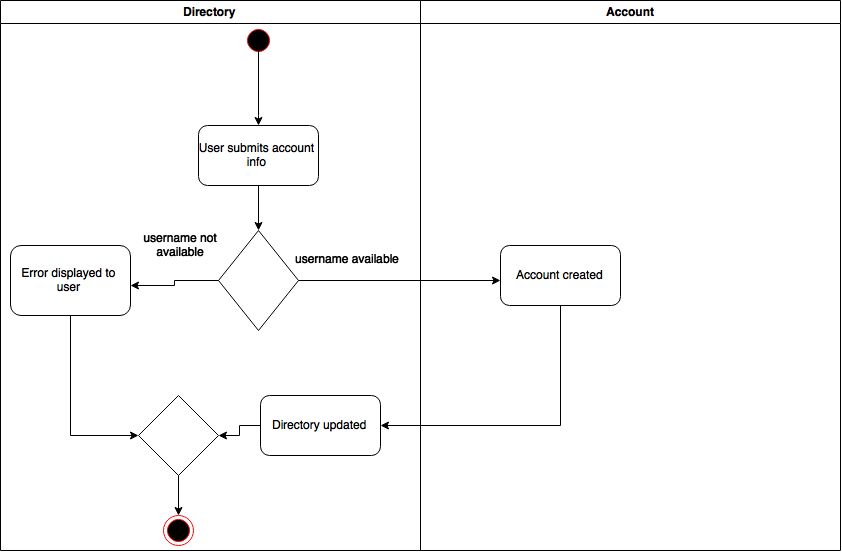 Directory
Account
User submits account
info
username not
available
username available
Error displayed to
user
Account created
Directory updated